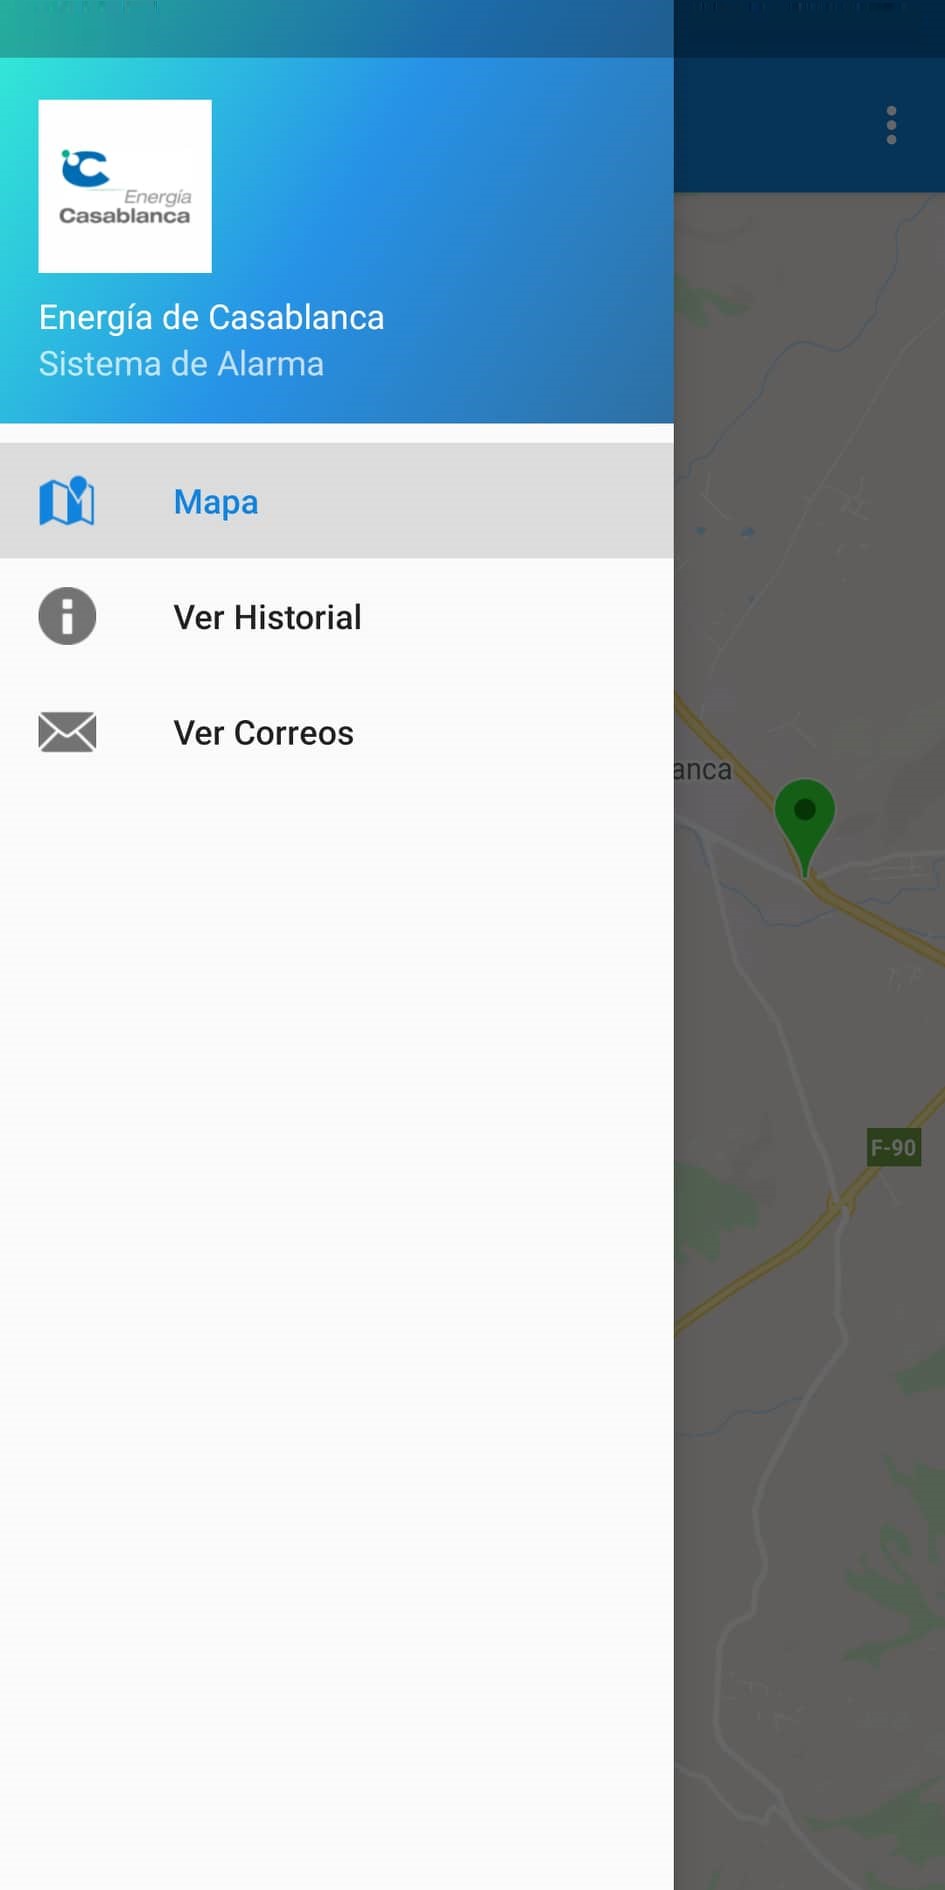 Energía
Casablanca
Energía de Casablanca
Sistema de Alarma
Mapa
Ver Historial
Ver Correos
anca
F-90